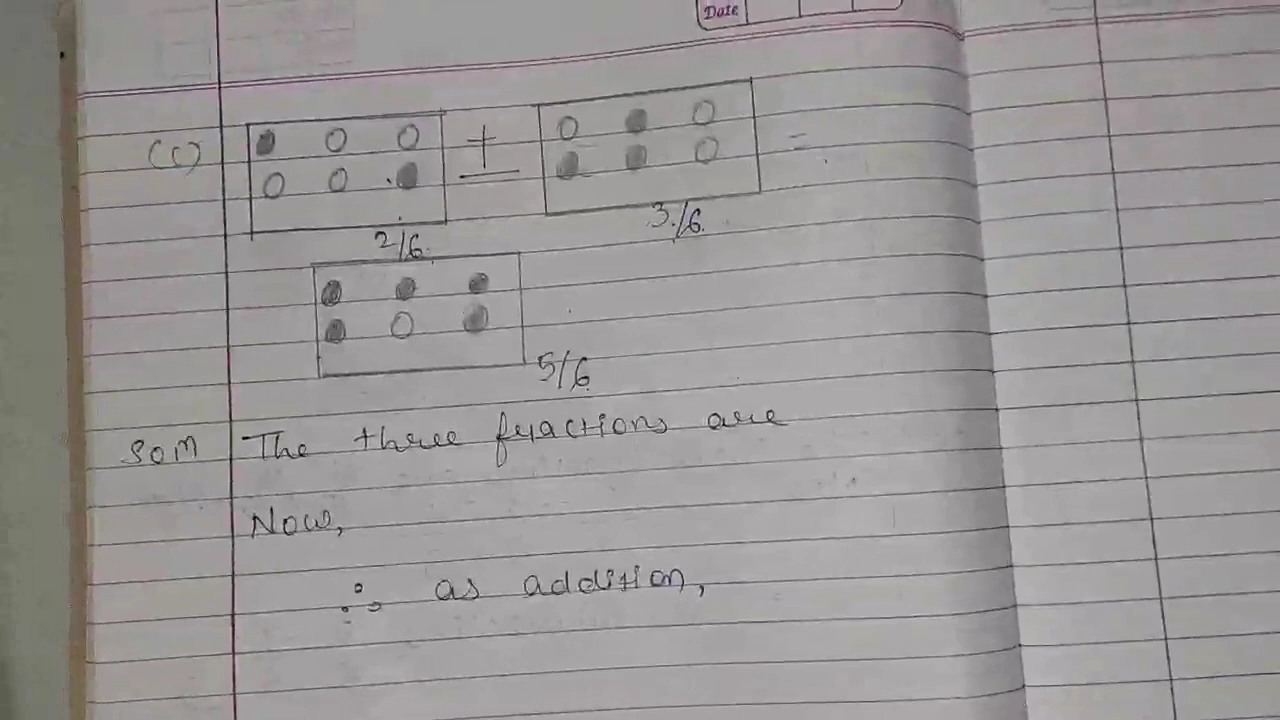 Date
(c) + =
2/6. 3/6.
5/6
Soln The three fractions are
Now,
∴ as addition,